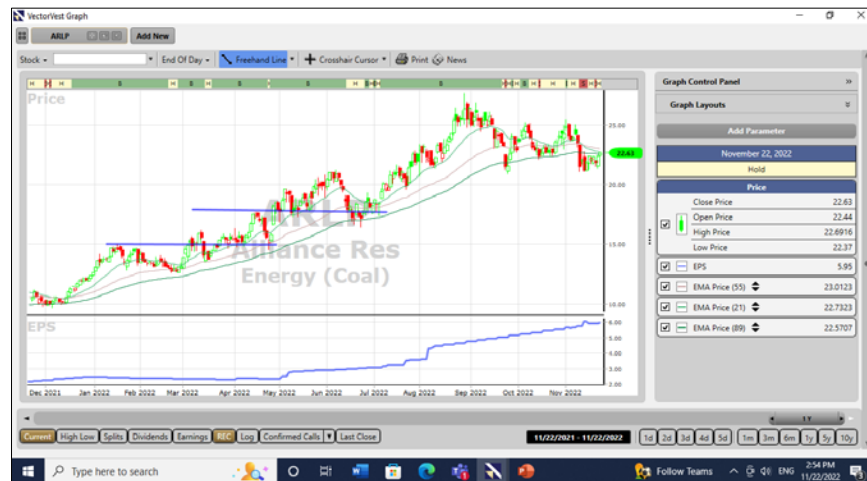 VectorVest Graph
ARLP
Add New
Stock
End Of Day
Freehand Line
Crosshair Cursor
Print
News
Price
25.00
22.63
20.00
15.00
10.00
ARLP
Alliance Res
Energy (Coal)
EPS
6.00
5.00
4.00
3.00
2.00
Dec 2021 Jan 2022 Feb 2022 Mar 2022 Apr 2022 May 2022 Jun 2022 Jul 2022 Aug 2022 Sep 2022 Oct 2022 Nov 2022
Graph Control Panel
Graph Layouts
Add Parameter
November 22, 2022
Hold
Price
Close Price 22.63
Open Price 22.44
High Price 22.6916
Low Price 22.37
EPS 5.95
EMA Price (55) 23.0123
EMA Price (21) 22.7323
EMA Price (89) 22.5707
1Y
Current High Low Splits Dividends Earnings REC Log Confirmed Calls Last Close
11/22/2021 - 11/22/2022
1d 2d 3d 4d 5d 1m 3m 6m 1y 5y 10y
Type here to search
Follow Teams
ENG
2:54 PM
11/22/2022